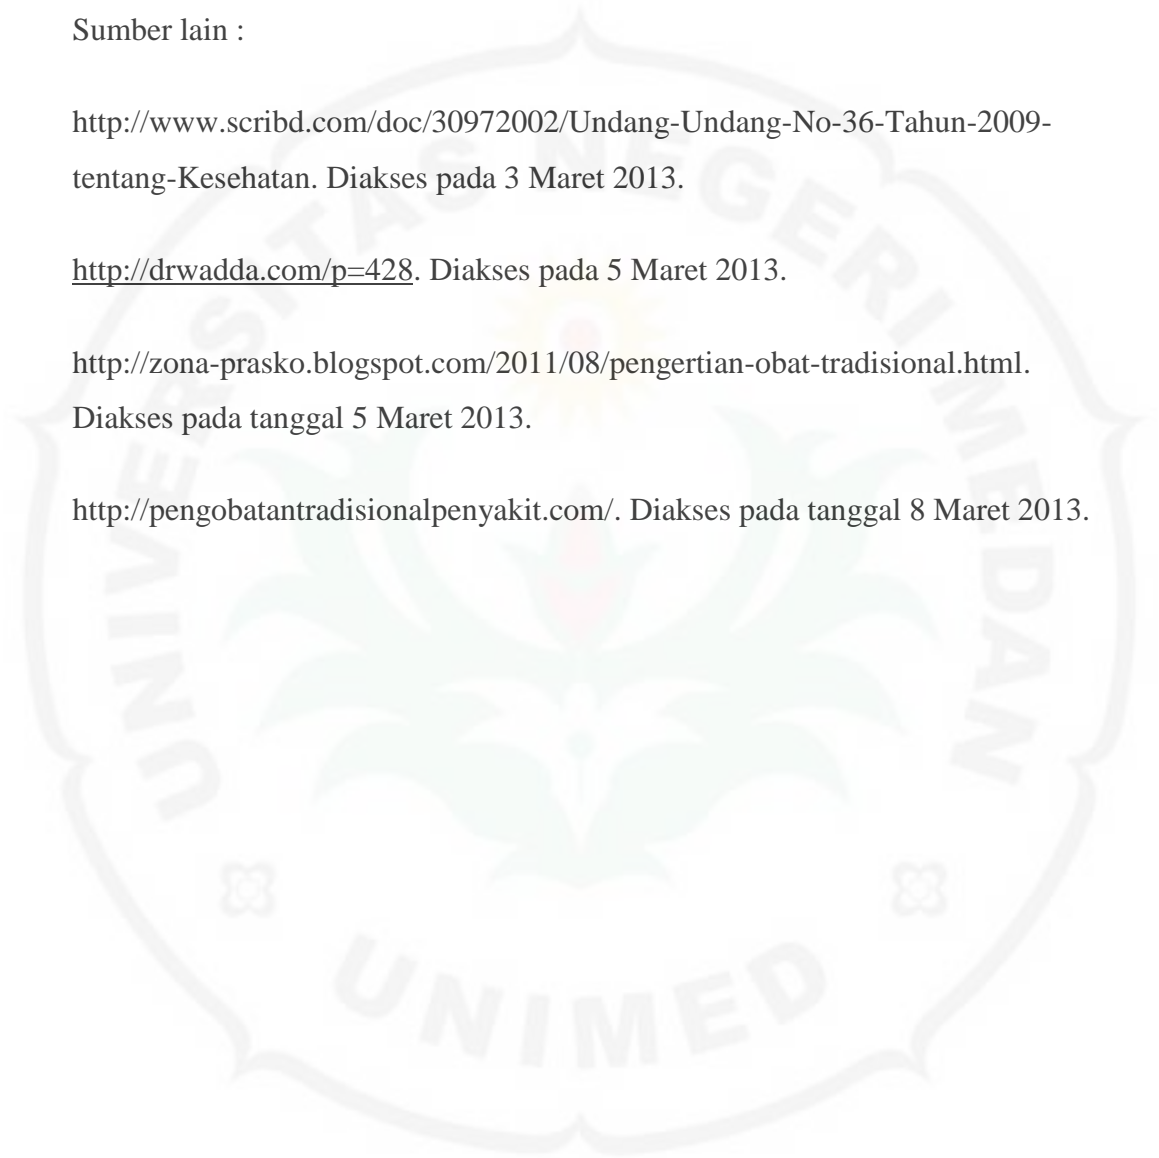 Sumber lain :
http://www.scribd.com/doc/30972002/Undang-Undang-No-36-Tahun-2009-
tentang-Kesehatan. Diakses pada 3 Maret 2013.
http://drwadda.com/p=428. Diakses pada 5 Maret 2013.
http://zona-prasko.blogspot.com/2011/08/pengertian-obat-tradisional.html.
Diakses pada tanggal 5 Maret 2013.
http://pengobatantradisionalpenyakit.com/. Diakses pada tanggal 8 Maret 2013.
UNIVERSITAS NEGERI MEDAN
UNIMED